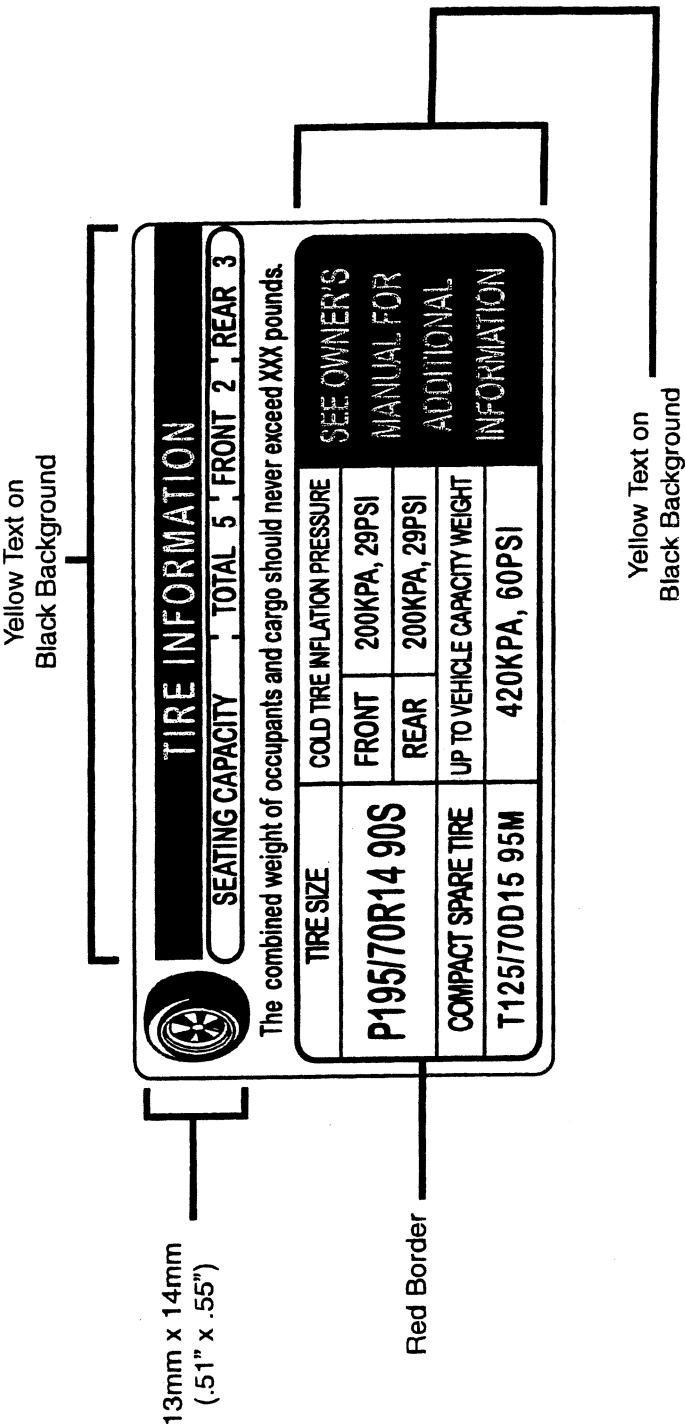 Yellow Text on
Black Background
13mm x 14mm
(.51" x .55")
TIRE INFORMATION
SEATING CAPACITY TOTAL 5 FRONT 2 REAR 3
The combined weight of occupants and cargo should never exceed XXX pounds.
TIRE SIZE COLD TIRE INFLATION PRESSURE
P195/70R14 90S
FRONT 200KPA, 29PSI
REAR 200KPA, 29PSI
COMPACT SPARE TIRE UP TO VEHICLE CAPACITY WEIGHT
T125/70D15 95M 420KPA, 60PSI
SEE OWNER'S
MANUAL FOR
ADDITIONAL
INFORMATION
Red Border
Yellow Text on
Black Background